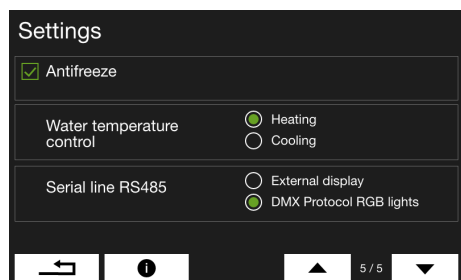 Settings
Antifreeze
Water temperature
control
Heating
Cooling
Serial line RS485
External display
DMX Protocol RGB lights
i
5 / 5